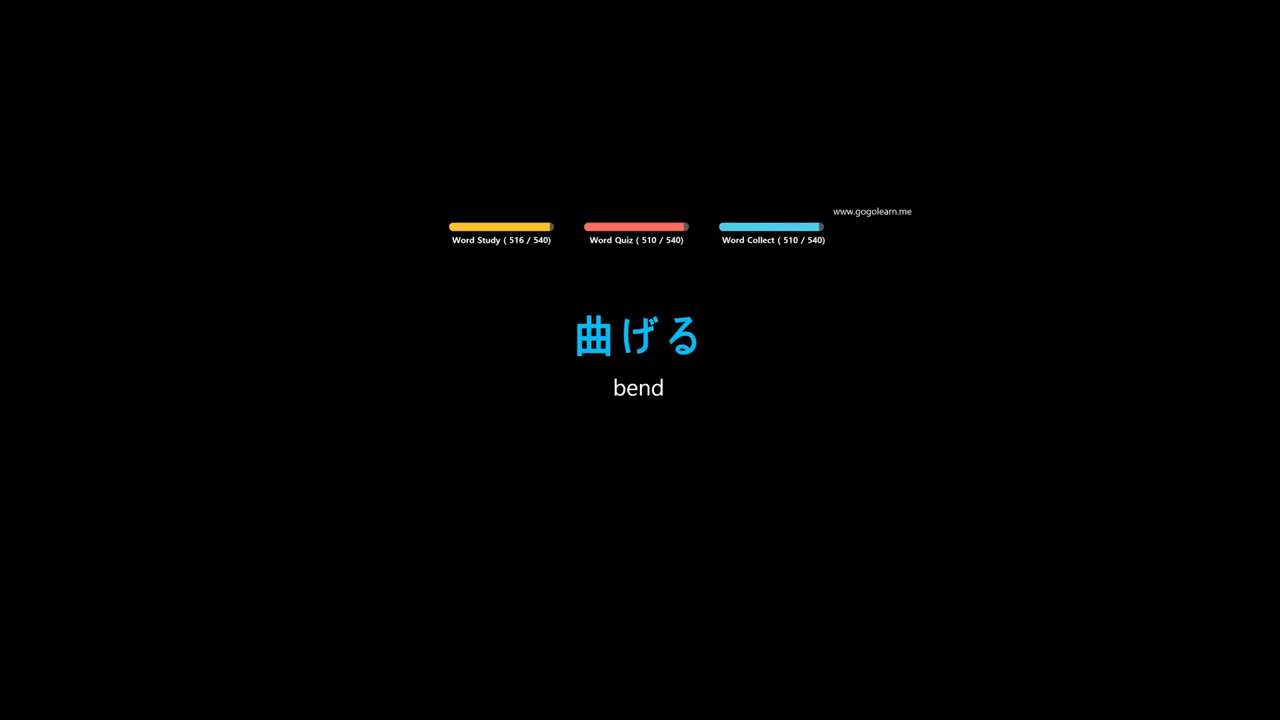 www.gogolearn.me
Word Study ( 516 / 540)
Word Quiz ( 510 / 540)
Word Collect ( 510 / 540)
曲げる
bend